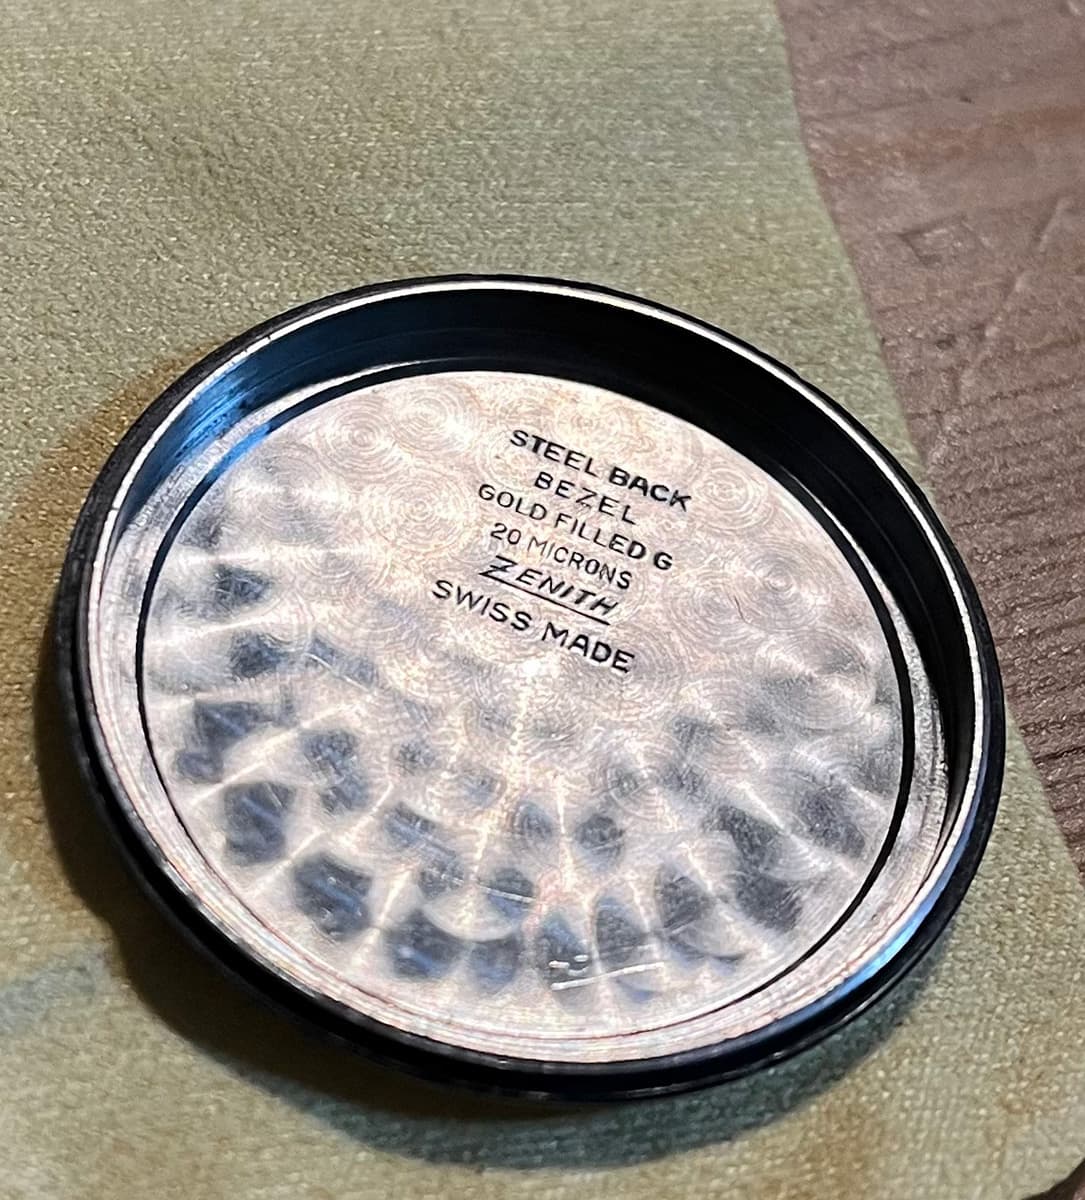 STEEL BACK
BEZEL
GOLD FILLED G
20 MICRONS
ZENITH
SWISS MADE